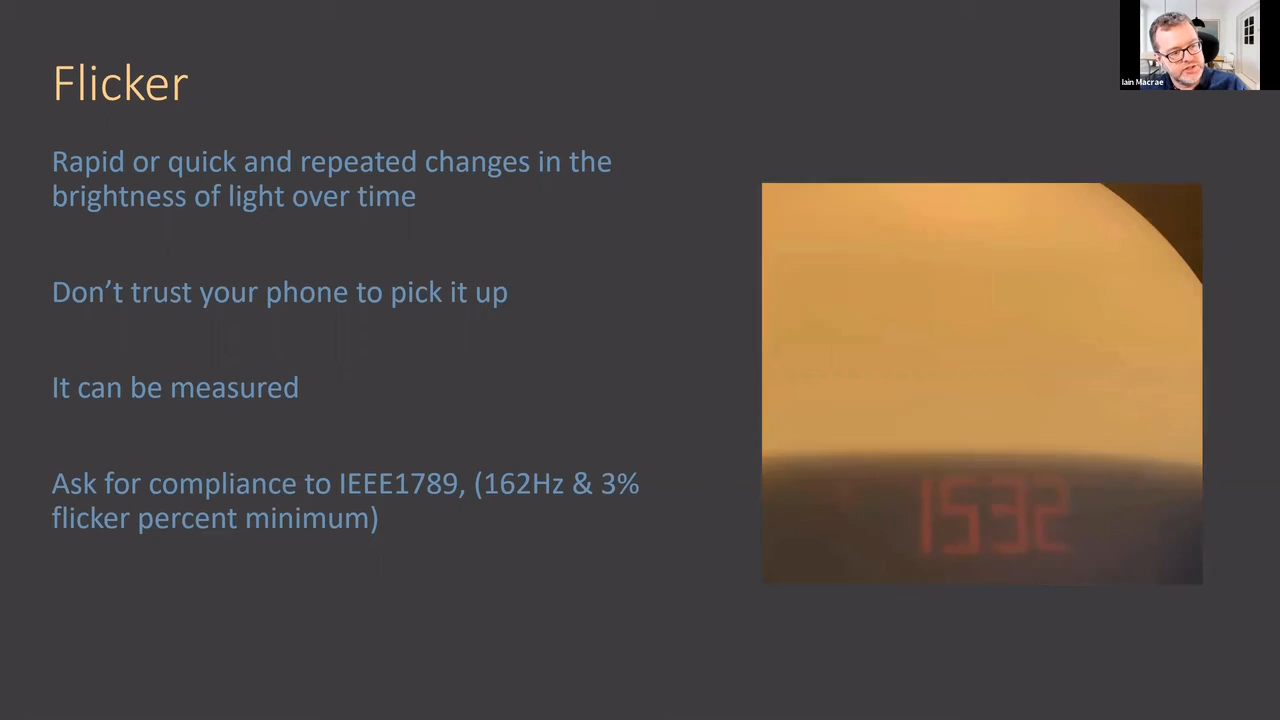 Iain Macrae
Flicker
Rapid or quick and repeated changes in the
brightness of light over time
Don’t trust your phone to pick it up
It can be measured
Ask for compliance to IEEE1789, (162Hz & 3%
flicker percent minimum)
1532